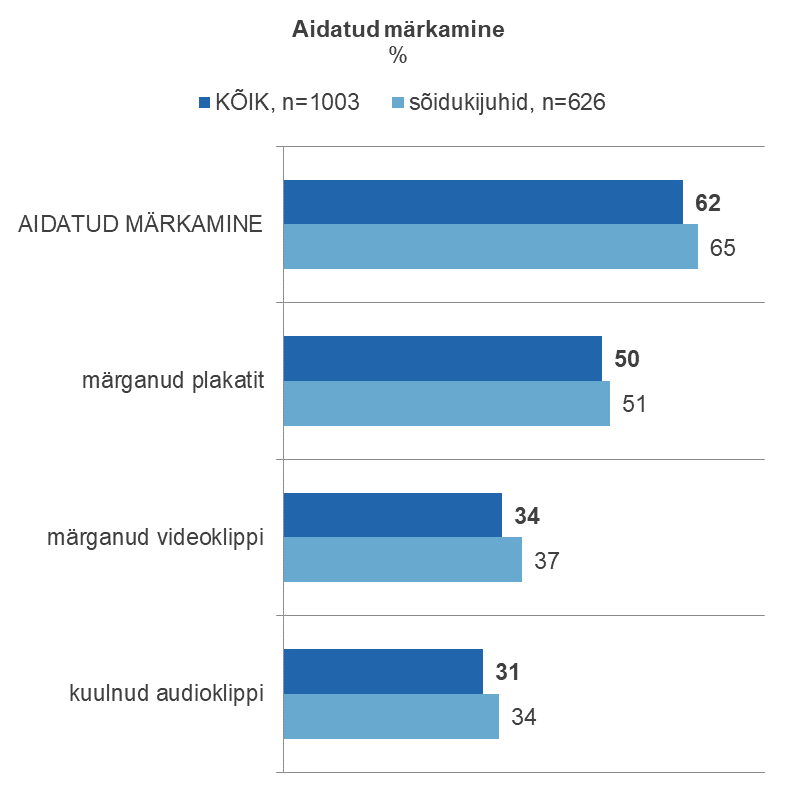 Aidatud märkamine
%
KÕIK, n=1003 sõidukijuhid, n=626
AIDATUD MÄRKAMINE 62
65
märganud plakatit 50
51
märganud videoklippi 34
37
kuulnud audioklippi 31
34